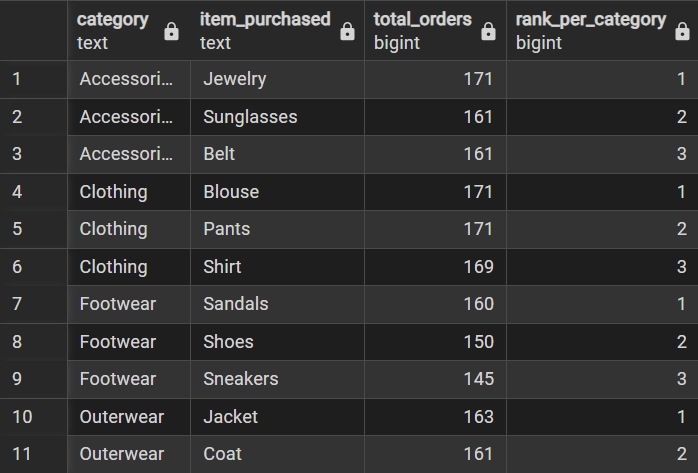 category item_purchased total_orders rank_per_category
text text bigint bigint
1 Accessori... Jewelry 171 1
2 Accessori... Sunglasses 161 2
3 Accessori... Belt 161 3
4 Clothing Blouse 171 1
5 Clothing Pants 171 2
6 Clothing Shirt 169 3
7 Footwear Sandals 160 1
8 Footwear Shoes 150 2
9 Footwear Sneakers 145 3
10 Outerwear Jacket 163 1
11 Outerwear Coat 161 2